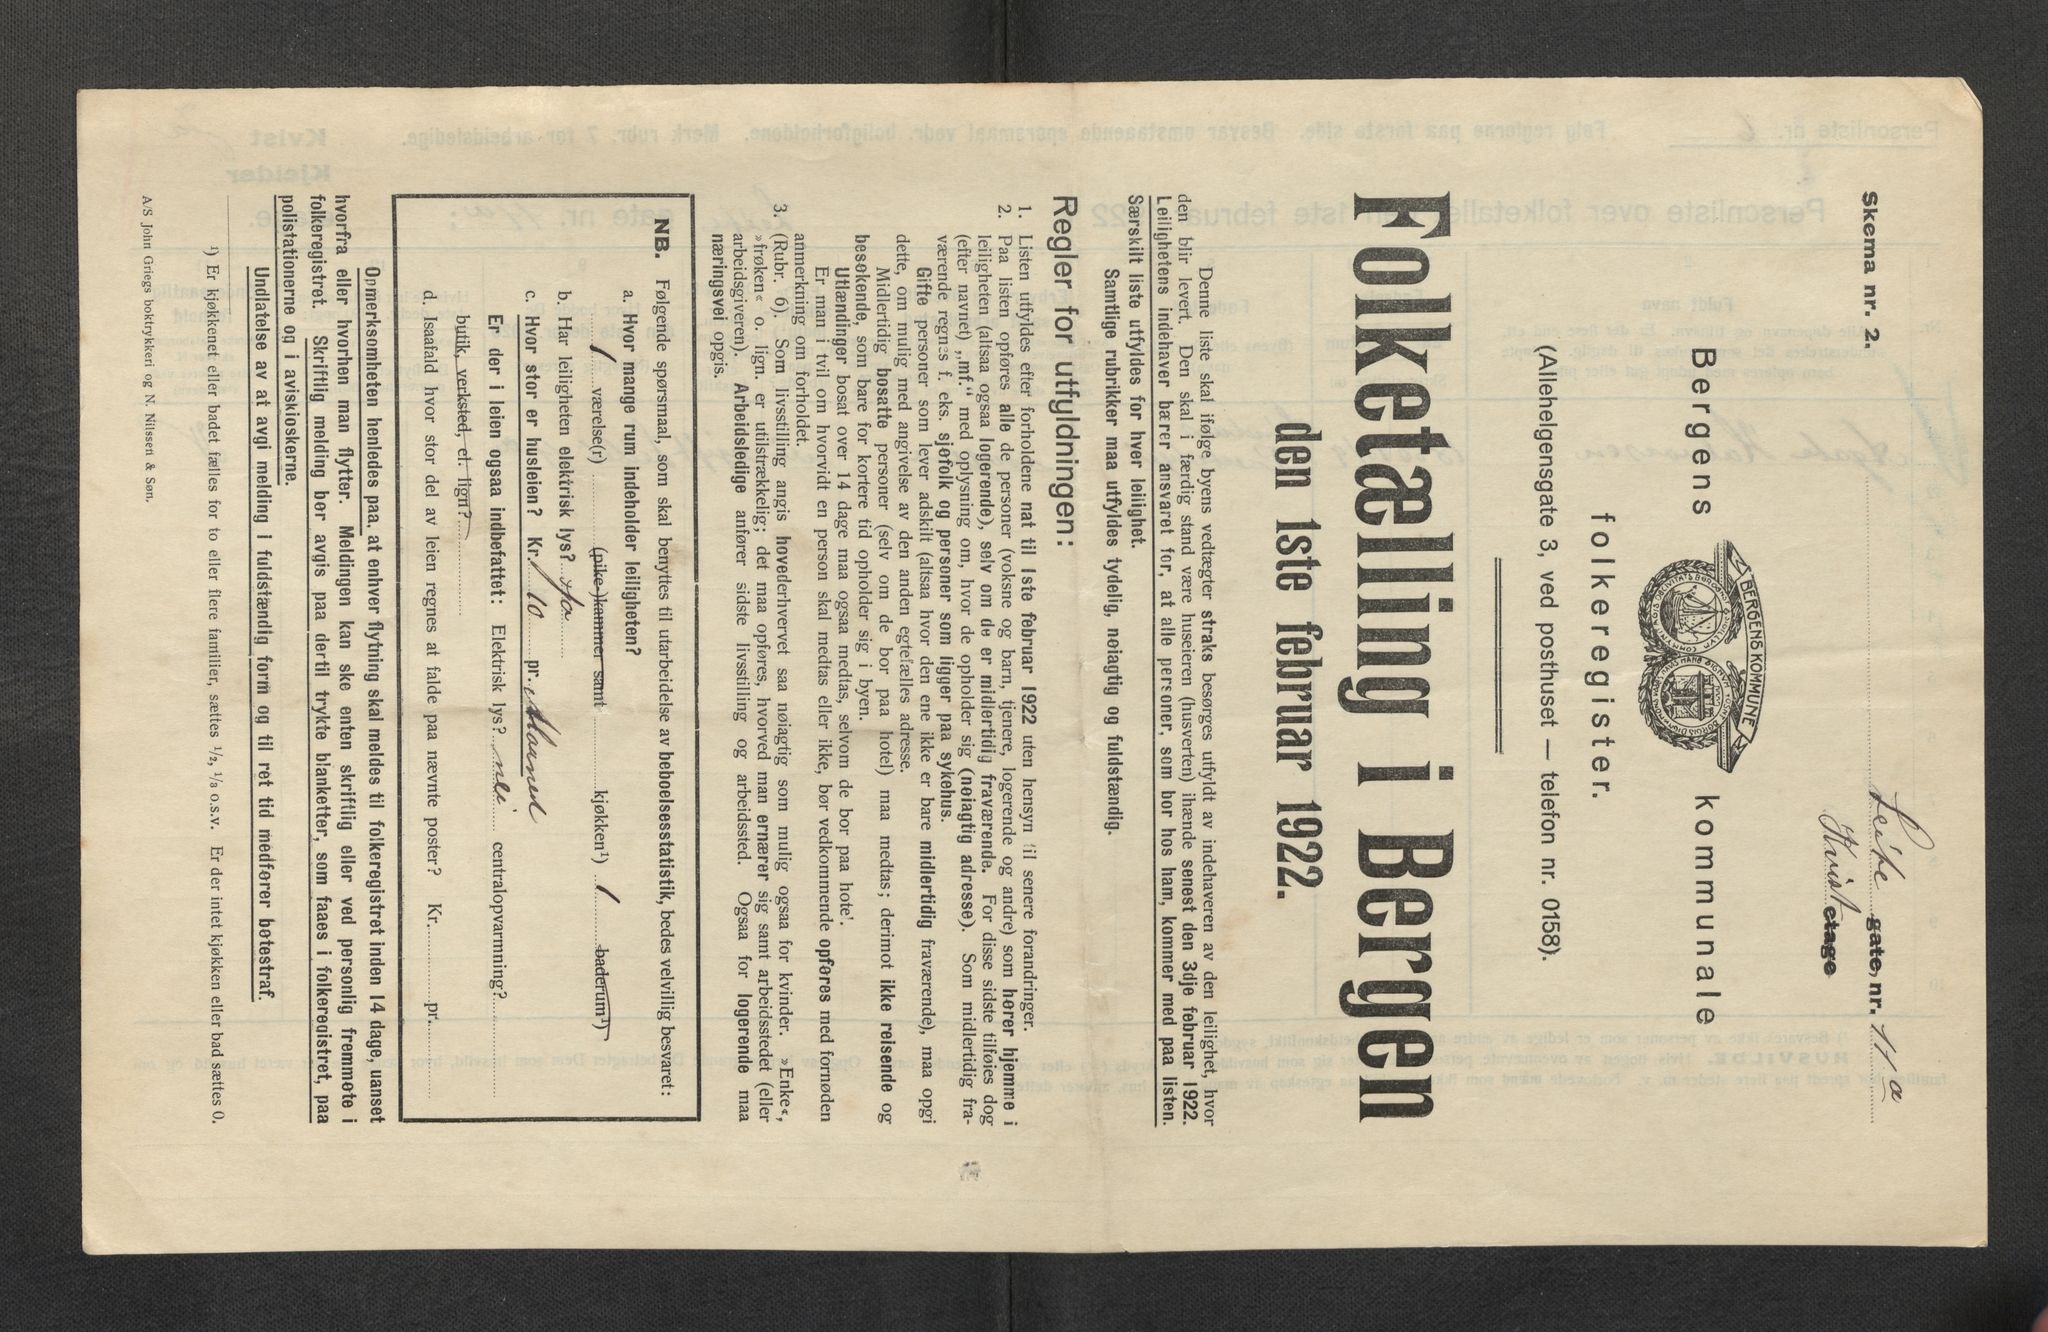 Skema nr. 2.
Leitke gate, nr. 11 a
Kvist etage
BERGENS KOMMUNE
Bergens kommunale
folkeregister.
(Allehelgensgate 3, ved posthuset — telefon nr. 0158).
Folketælling i Bergen
den 1ste februar 1922.
Denne liste skal ifølge byens vedtægter straks besørges utfyldt av indehaveren av den leilighet, hvor
den blir levert. Den skal i færdig stand være huseieren (husverten) ihænde senest den 3dje februar 1922.
Leilighetens indehaver bærer ansvaret for, at alle personer, som bor hos ham, kommer med paa listen.
Særskilt liste utfyldes for hver leilighet.
Samtlige rubrikker maa utfyldes tydelig, nøiagtig og fuldstændig.
Regler for utfyldningen:
1. Listen utfyldes efter forholdene nat til 1ste februar 1922 uten hensyn til senere forandringer.
2. Paa listen opføres alle de personer (voksne og barn, tjenere, logerende og andre) som hører hjemme i
leiligheten (altsaa ogsaa logerende), selv om de er midlertidig fraværende. For disse sidste tilføies dog
(efter navnet) „mf.“ med oplysning om, hvor de opholder sig (nøiagtig adresse). Som midlertidig fra-
værende regnes f. eks. sjøfolk og personer som ligger paa sykehus.
Gifte personer som lever adskilt (altsaa hvor den ene ikke er bare midlertidig fraværende), maa opgi
dette, om mulig med angivelse av den anden egtefælles adresse.
Midlertidig bosatte personer (selv om de bor paa hotel) maa medtas; derimot ikke reisende og
besøkende, som bare for kortere tid opholder sig i byen.
Utlændinger bosat over 14 dage maa ogsaa medtas, selvom de bor paa hotel.
Er man i tvil om hvorvidt en person skal medtas eller ikke, bør vedkommende opføres med fornøden
anmerkning om forholdet.
3. (Rubr. 6). Som livsstilling angis hovederhvervet saa nøiagtig som mulig ogsaa for kvinder. »Enke«,
»frøken« o. lign. er utilstrækkelig; det maa opføres, hvorved man ernærer sig samt arbeidsstedet (eller
arbeidsgiveren). Arbeidsledige anfører sidste livsstilling og arbeidssted. Ogsaa for logerende maa
næringsvei opgis.
NB. Følgende spørsmaal, som skal benyttes til utarbeidelse av beboelsesstatistik, bedes velvillig besvaret:
a. Hvor mange rum indeholder leiligheten?
1 værelse(r) (pike-)kammer samt kjøkken¹) 1 baderum¹)
b. Har leiligheten elektrisk lys? Ja
c. Hvor stor er husleien? Kr. 10 pr. Maaned
Er der i leien ogsaa indbefattet: Elektrisk lys? nei centralopvarmning?
butik, verksted, el. lign?
d. Isaafald hvor stor del av leien regnes at falde paa nævnte poster? Kr. pr.
Opmerksomheten henledes paa, at enhver flytning skal meldes til folkeregistret inden 14 dage, uanset
hvorfra eller hvorhen man flytter. Meldingen kan ske enten skriftlig eller ved personlig fremmøte i
folkeregistret. Skriftlig melding bør avgis paa dertil trykte blanketter, som faaes i folkeregistret, paa
polistationerne og i aviskioskerne.
Undlatelse av at avgi melding i fuldstændig form og til ret tid medfører bøtestraf.
¹) Er kjøkkenet eller badet fælles for to eller flere familier, sættes ¹/₂, ¹/₃ o.s.v. Er der intet kjøkken eller bad sættes 0.
A/S John Griegs boktrykkeri og N. Nilssen & Søn.